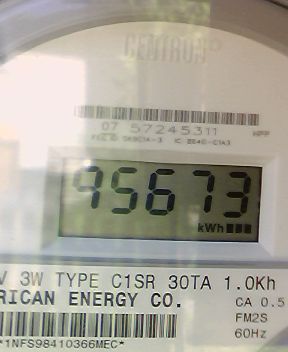 CENTRON®
07 57245311
95673
kWh
V 3W TYPE C1SR 30TA 1.0Kh
RICAN ENERGY CO.
CA 0.5
FM2S
60Hz
*1NFS98410366MEC*